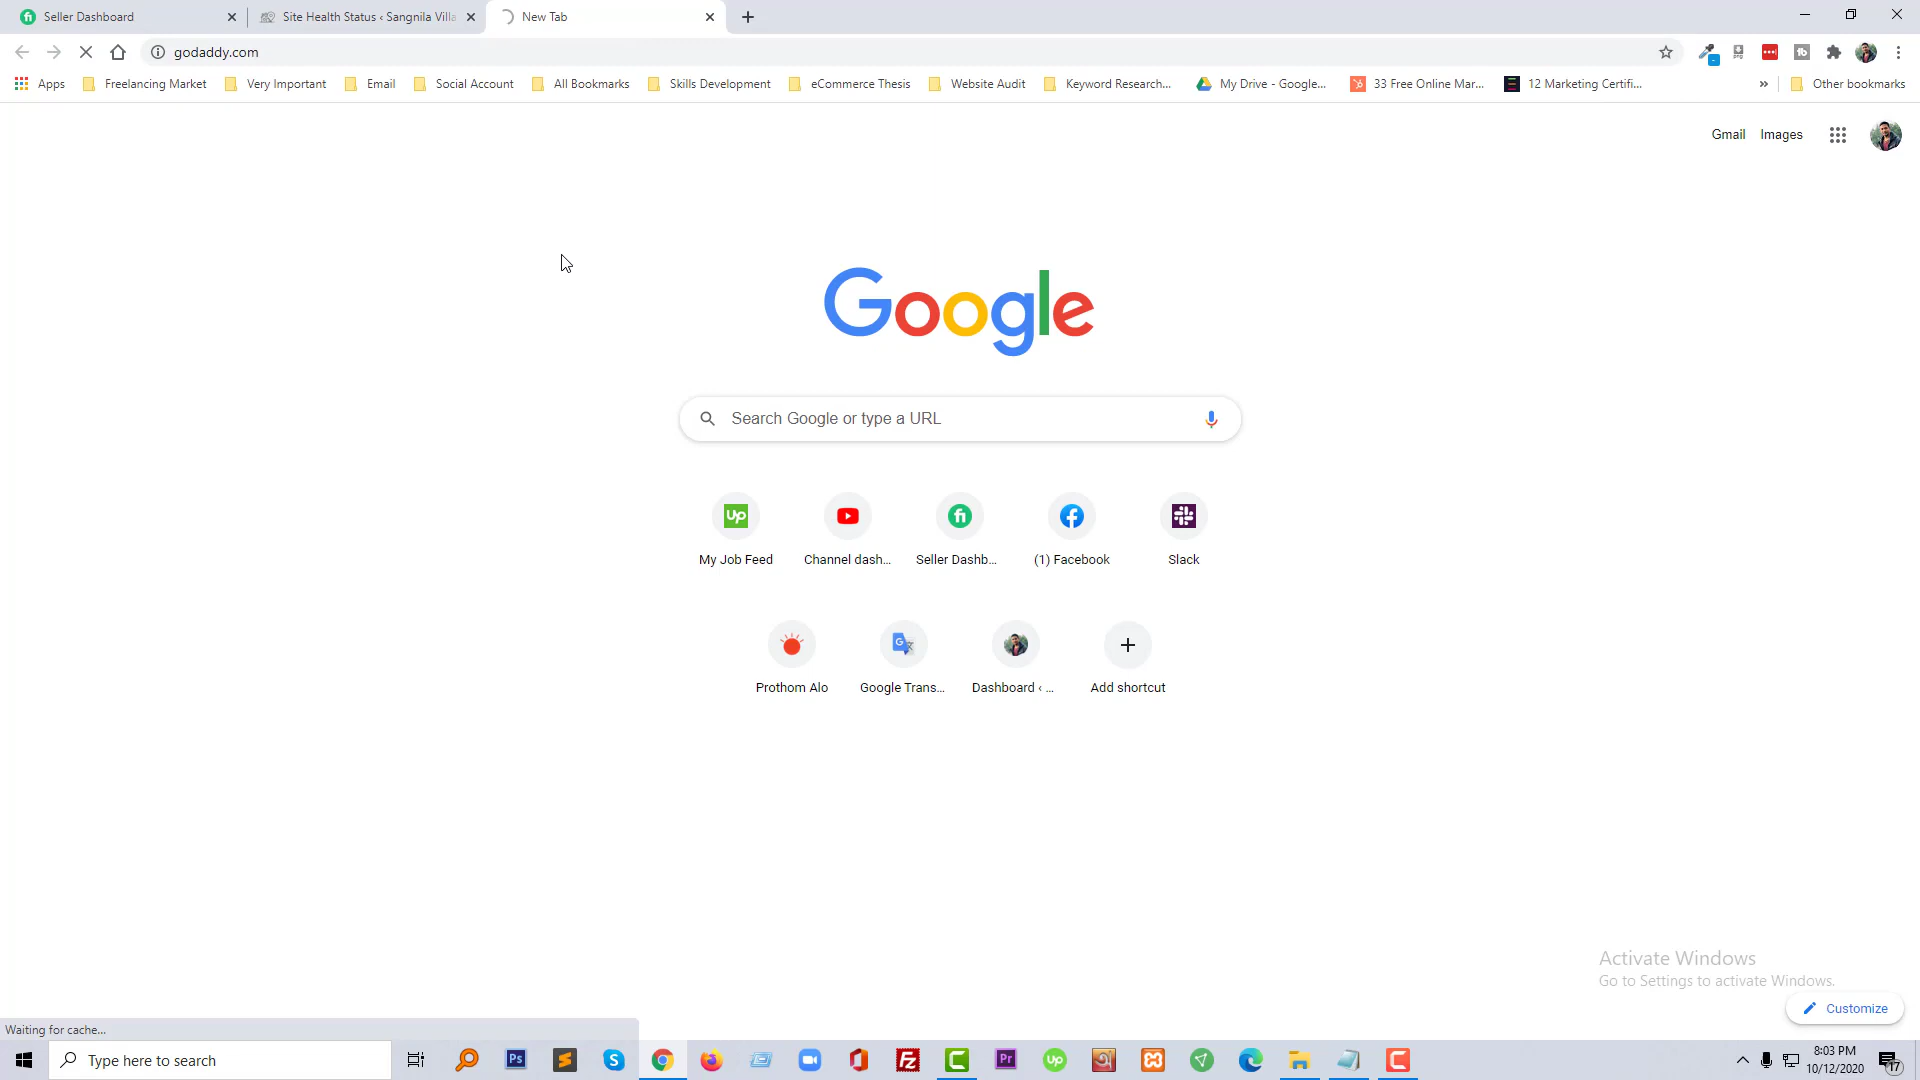 Seller Dashboard
Site Health Status ‹ Sangnila Villa
New Tab
godaddy.com
Apps
Freelancing Market
Very Important
Email
Social Account
All Bookmarks
Skills Development
eCommerce Thesis
Website Audit
Keyword Research...
My Drive - Google...
33 Free Online Mar...
12 Marketing Certifi...
»
Other bookmarks
Gmail
Images
Google
Search Google or type a URL
My Job Feed
Channel dash...
Seller Dashb...
(1) Facebook
Slack
Prothom Alo
Google Trans...
Dashboard ‹ ...
Add shortcut
Activate Windows
Go to Settings to activate Windows.
Customize
Waiting for cache...
Type here to search
8:03 PM
10/12/2020
17